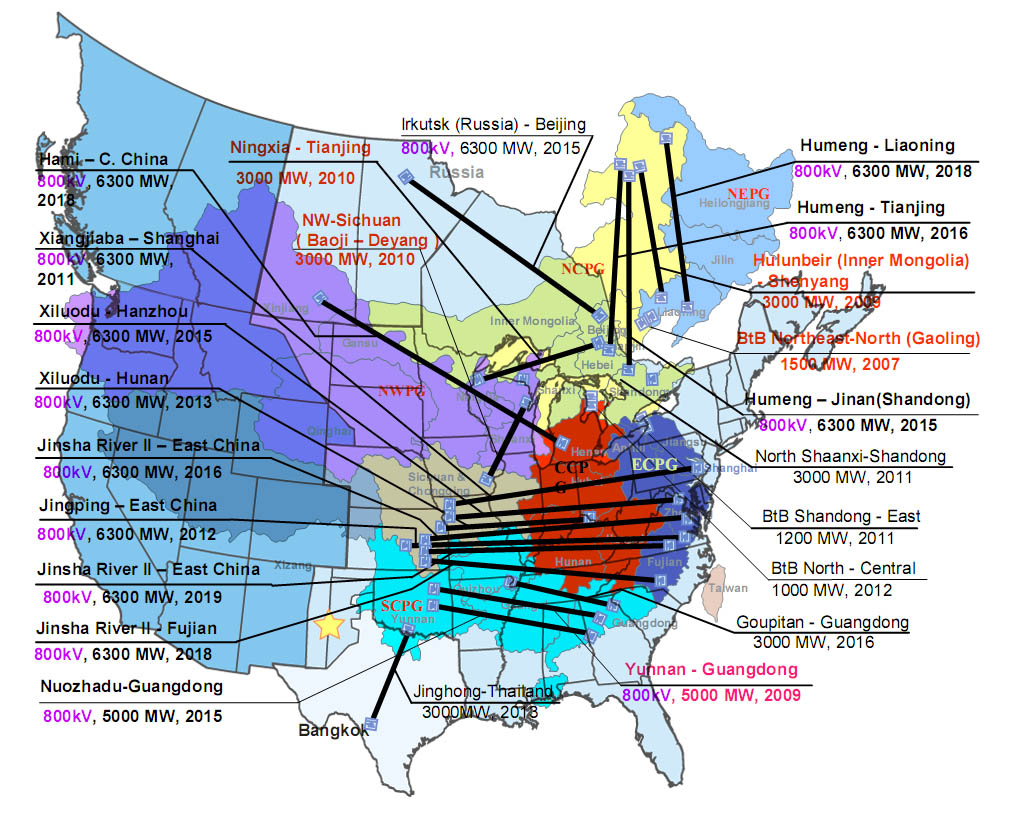 Irkutsk (Russia) - Beijing
800kV, 6300 MW, 2015
Russia
Hami – C. China
800kV, 6300 MW,
2018
Xiangjiaba – Shanghai
800kV, 6300 MW,
2011
Xiluodu - Hanzhou
800kV, 6300 MW, 2015
Xiluodu - Hunan
800kV, 6300 MW, 2013
Jinsha River II – East China
800kV, 6300 MW, 2016
Jingping – East China
800kV, 6300 MW, 2012
Jinsha River II – East China
800kV, 6300 MW, 2019
Jinsha River II - Fujian
800kV, 6300 MW, 2018
Nuozhadu-Guangdong
800kV, 5000 MW, 2015
Ningxia - Tianjing
3000 MW, 2010
NW-Sichuan
( Baoji – Deyang )
3000 MW, 2010
Humeng - Liaoning
800kV, 6300 MW, 2018
Humeng - Tianjing
800kV, 6300 MW, 2016
Hulunbeir (Inner Mongolia)
- Shenyang
3000 MW, 2009
BtB Northeast-North (Gaoling)
1500 MW, 2007
Humeng – Jinan(Shandong)
800kV, 6300 MW, 2015
North Shaanxi-Shandong
3000 MW, 2011
BtB Shandong - East
1200 MW, 2011
BtB North - Central
1000 MW, 2012
Goupitan - Guangdong
3000 MW, 2016
Yunnan - Guangdong
800kV, 5000 MW, 2009
Jinghong-Thailand
3000MW, 2013
Bangkok
NEPG
Heilongjiang
Jilin
Liaoning
NCPG
Inner Mongolia
Beijing
Hebei
Shanxi
Shandong
Xinjiang
Gansu
NWPG
Qinghai
Shaanxi
Sichuan &
Chongqing
CCP
G
Henan
Hunan
ECPG
Jiangsu
Anhui
Shanghai
Fujian
Taiwan
Xizang
SCPG
Yunnan
Guizhou
Guangdong